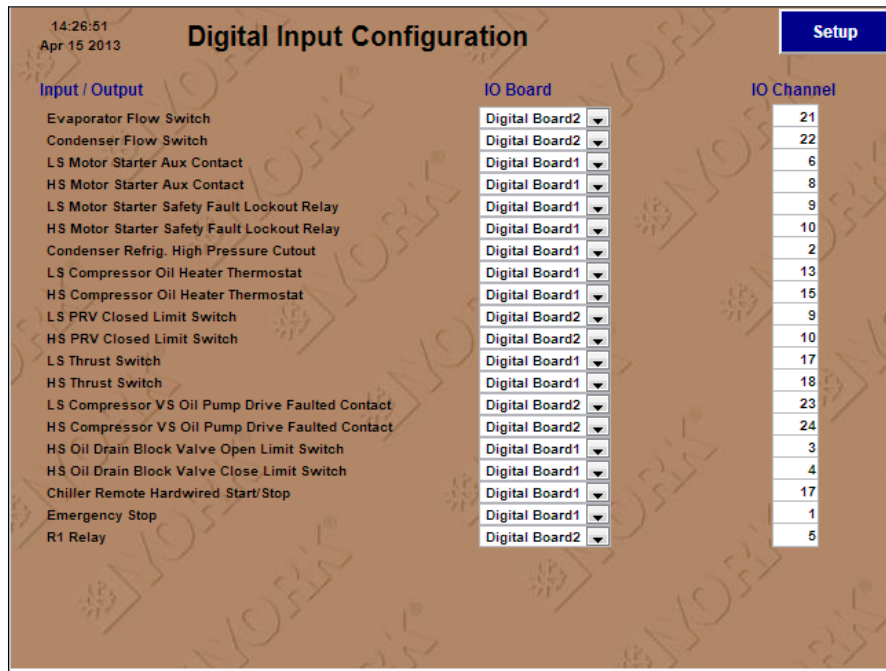 14:26:51
Apr 15 2013
Digital Input Configuration
Setup
Input / Output IO Board IO Channel
Evaporator Flow Switch Digital Board2 21
Condenser Flow Switch Digital Board2 22
LS Motor Starter Aux Contact Digital Board1 6
HS Motor Starter Aux Contact Digital Board1 8
LS Motor Starter Safety Fault Lockout Relay Digital Board1 9
HS Motor Starter Safety Fault Lockout Relay Digital Board1 10
Condenser Refrig. High Pressure Cutout Digital Board1 2
LS Compressor Oil Heater Thermostat Digital Board1 13
HS Compressor Oil Heater Thermostat Digital Board1 15
LS PRV Closed Limit Switch Digital Board2 9
HS PRV Closed Limit Switch Digital Board2 10
LS Thrust Switch Digital Board1 17
HS Thrust Switch Digital Board1 18
LS Compressor VS Oil Pump Drive Faulted Contact Digital Board2 23
HS Compressor VS Oil Pump Drive Faulted Contact Digital Board2 24
HS Oil Drain Block Valve Open Limit Switch Digital Board1 3
HS Oil Drain Block Valve Close Limit Switch Digital Board1 4
Chiller Remote Hardwired Start/Stop Digital Board1 17
Emergency Stop Digital Board1 1
R1 Relay Digital Board2 5
YORK®